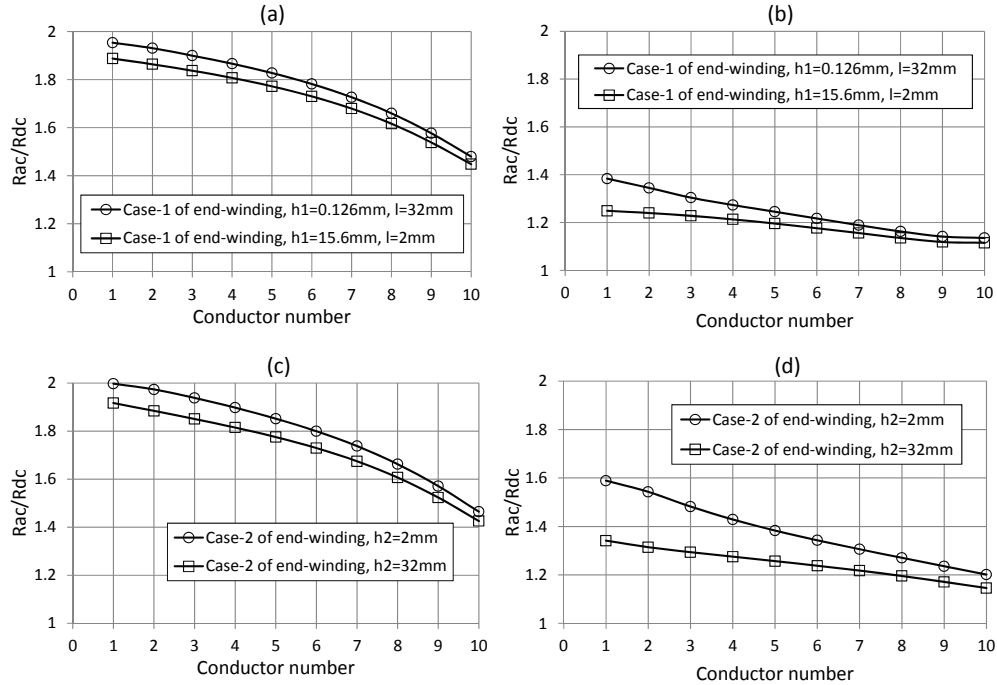 (a)
2
1.8
1.6
1.4
1.2
1
Rac/Rdc
Case-1 of end-winding, h1=0.126mm, l=32mm
Case-1 of end-winding, h1=15.6mm, l=2mm
0 1 2 3 4 5 6 7 8 9 10
Conductor number
(b)
2
1.8
1.6
1.4
1.2
1
Rac/Rdc
Case-1 of end-winding, h1=0.126mm, l=32mm
Case-1 of end-winding, h1=15.6mm, l=2mm
0 1 2 3 4 5 6 7 8 9 10
Conductor number
(c)
2
1.8
1.6
1.4
1.2
1
Rac/Rdc
Case-2 of end-winding, h2=2mm
Case-2 of end-winding, h2=32mm
0 1 2 3 4 5 6 7 8 9 10
Conductor number
(d)
2
1.8
1.6
1.4
1.2
1
Rac/Rdc
Case-2 of end-winding, h2=2mm
Case-2 of end-winding, h2=32mm
0 1 2 3 4 5 6 7 8 9 10
Conductor number